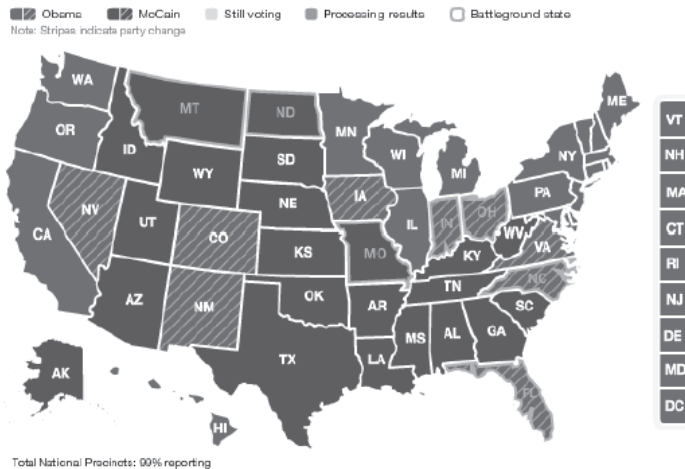 Obama McCain Still voting Processing results Battleground state
Note: Stripes indicate party change
WA
MT
ND
ME
VT
OR
MN
ID
SD
WI
NY
NH
WY
MI
MA
NV
NE
IA
PA
CA
UT
CO
IL
IN
OH
CT
KS
MO
WV
VA
KY
RI
AZ
NM
OK
AR
TN
NC
NJ
SC
MS
AL
GA
DE
TX
LA
MD
AK
FL
DC
HI
Total National Precincts: 99% reporting